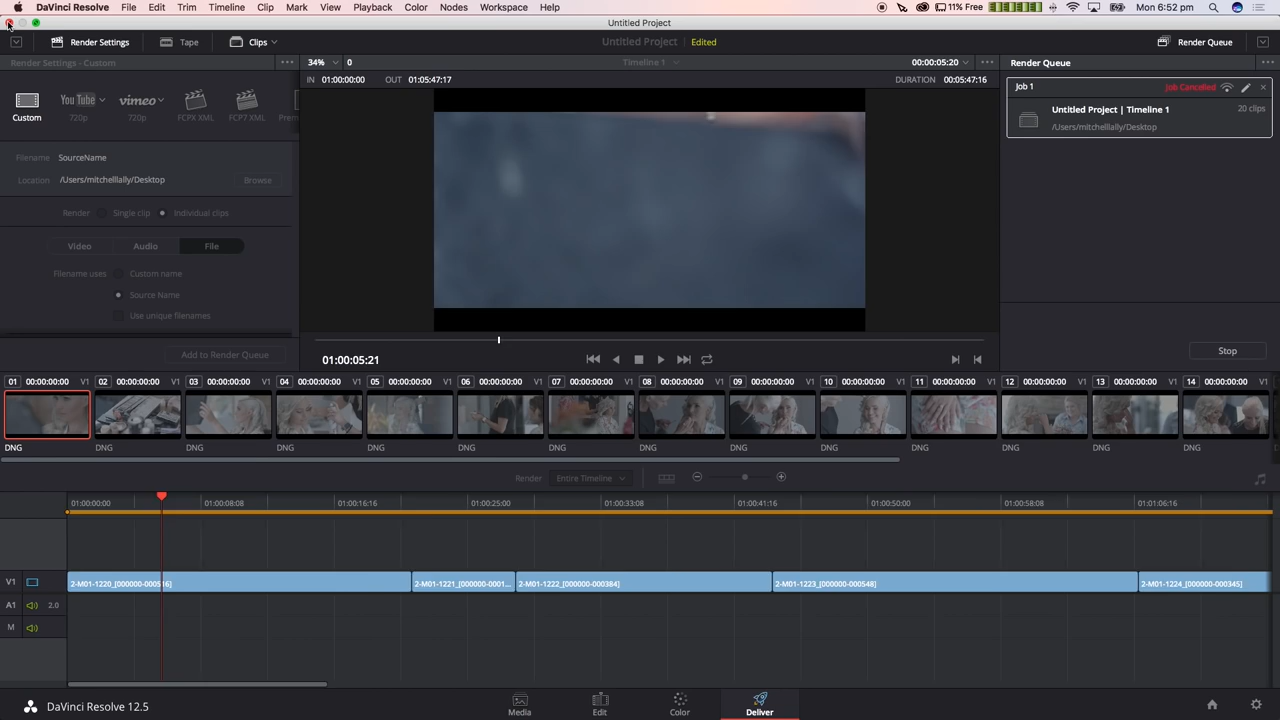 DaVinci Resolve File Edit Trim Timeline Clip Mark View Playback Color Nodes Workspace Help 11% Free Mon 6:52 pm
Untitled Project
Render Settings Tape Clips Untitled Project Edited Render Queue
Render Settings - Custom 34% 0 Timeline 1 00:00:05:20 Render Queue
IN 01:00:00:00 OUT 01:05:47:17 DURATION 00:05:47:16
Job 1 Job Cancelled
You Tube vimeo
Custom 720p 720p FCPX XML FCP7 XML Prem
Untitled Project | Timeline 1 20 clips
/Users/mitchelllally/Desktop
Filename SourceName
Location /Users/mitchelllally/Desktop Browse
Render Single clip Individual clips
Video Audio File
Filename uses Custom name
Source Name
Use unique filenames
Add to Render Queue
01:00:05:21
Stop
01 00:00:00:00 V1 02 00:00:00:00 V1 03 00:00:00:00 V1 04 00:00:00:00 V1 05 00:00:00:00 V1 06 00:00:00:00 V1 07 00:00:00:00 V1 08 00:00:00:00 V1 09 00:00:00:00 V1 10 00:00:00:00 V1 11 00:00:00:00 V1 12 00:00:00:00 V1 13 00:00:00:00 V1 14 00:00:00:00 V1
DNG DNG DNG DNG DNG DNG DNG DNG DNG DNG DNG DNG DNG DNG
Render Entire Timeline
01:00:00:00 01:00:08:08 01:00:16:16 01:00:25:00 01:00:33:08 01:00:41:16 01:00:50:00 01:00:58:08 01:01:06:16
V1 2-M01-1220_[000000-000516] 2-M01-1221_[000000-0001... 2-M01-1222_[000000-000384] 2-M01-1223_[000000-000548] 2-M01-1224_[000000-000345]
A1 2.0
M
DaVinci Resolve 12.5 Media Edit Color Deliver